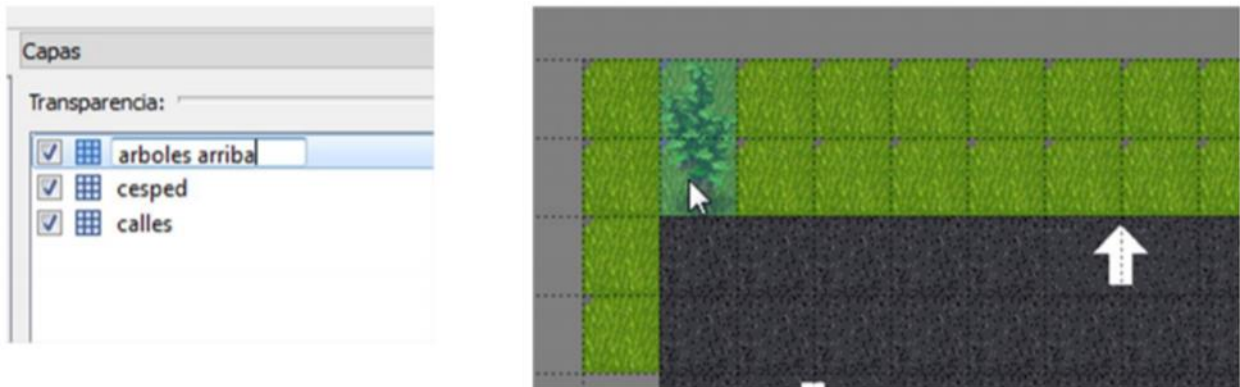 Capas
Transparencia:
arboles arriba
cesped
calles